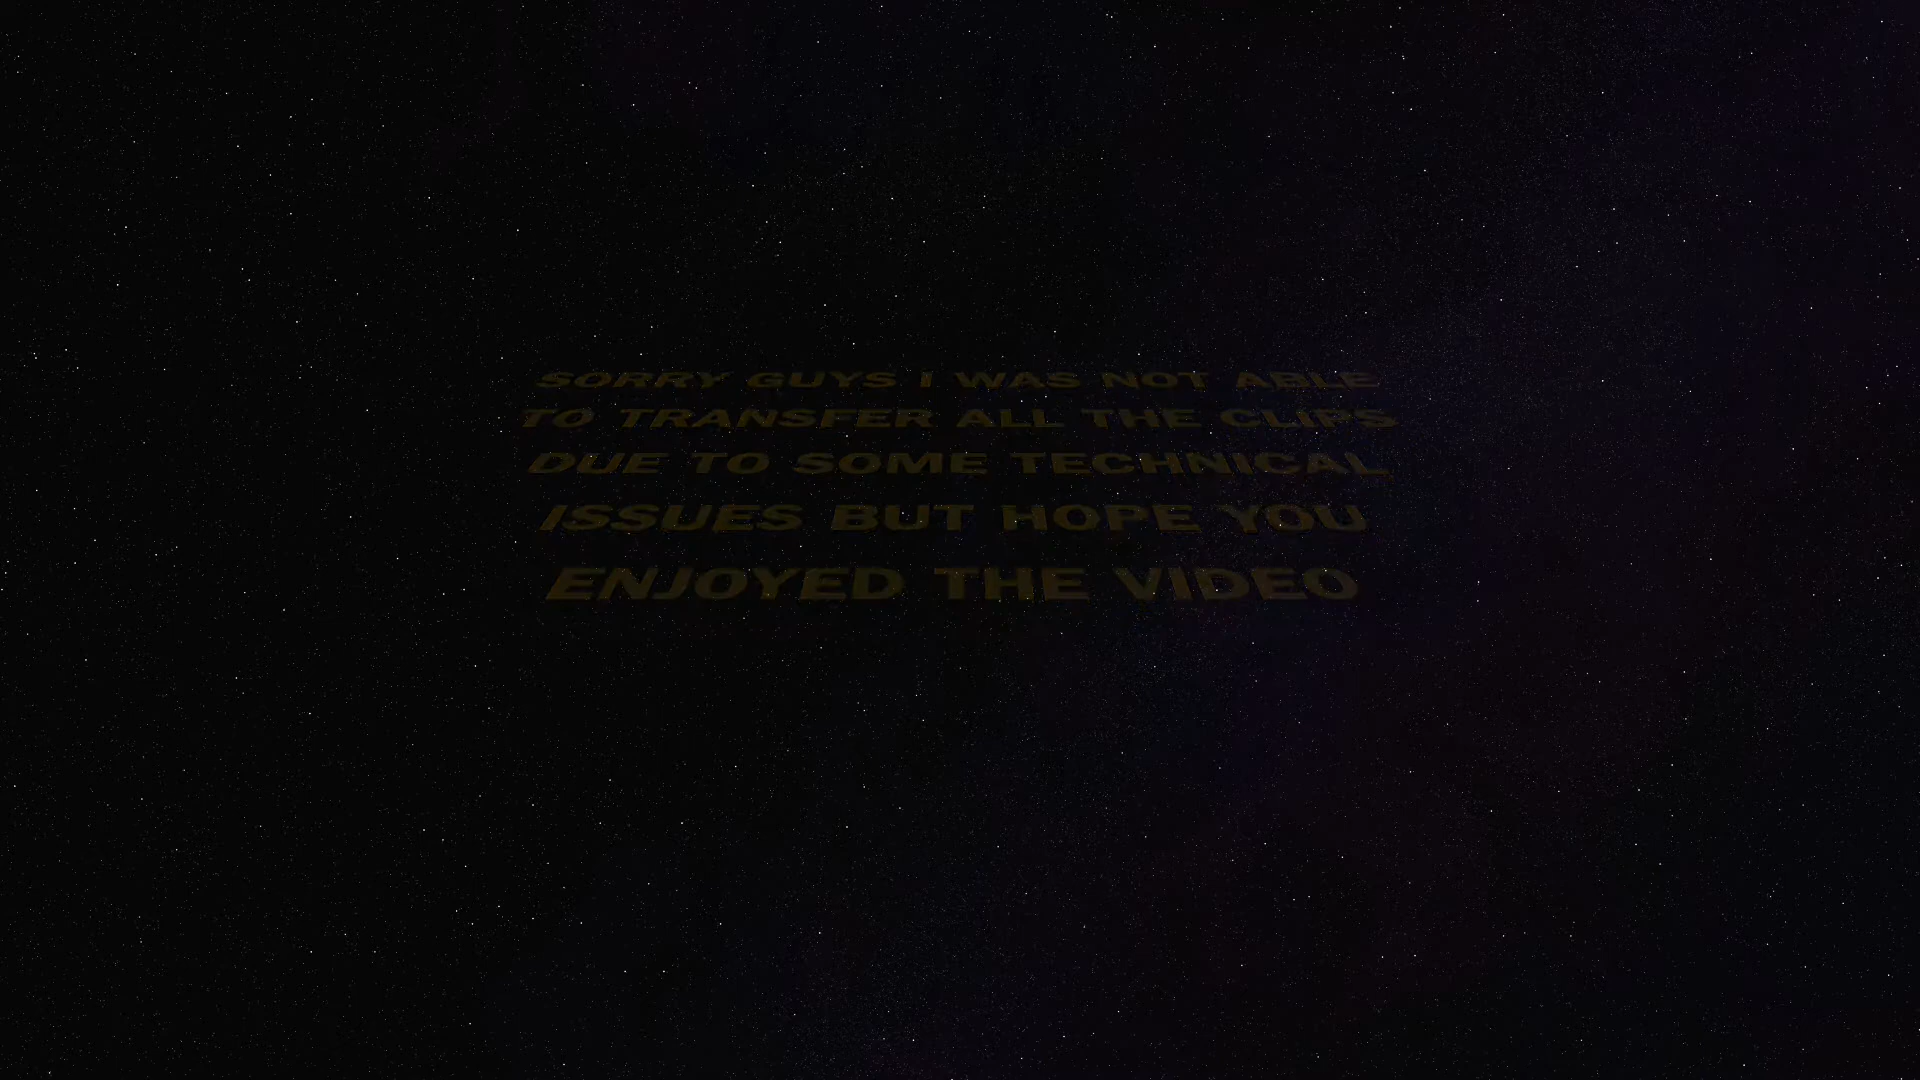 SORRY GUYS I WAS NOT ABLE
TO TRANSFER ALL THE CLIPS
DUE TO SOME TECHNICAL
ISSUES BUT HOPE YOU
ENJOYED THE VIDEO